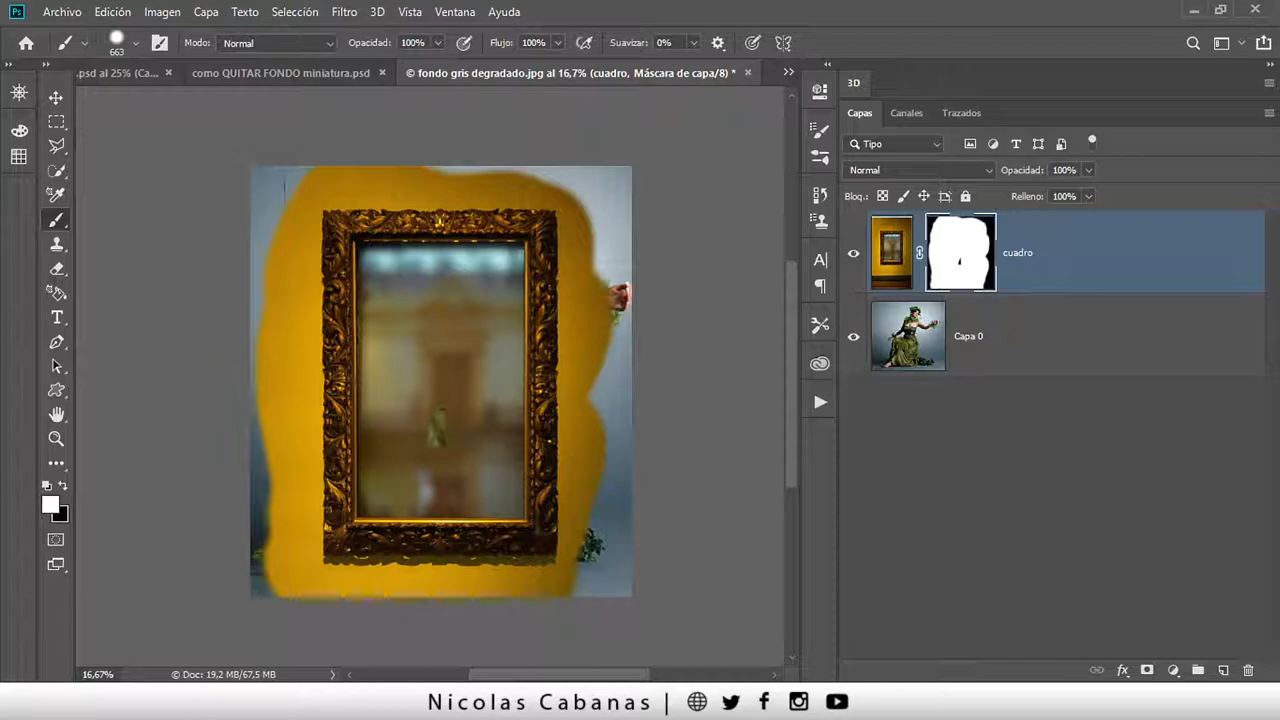 Archivo Edición Imagen Capa Texto Selección Filtro 3D Vista Ventana Ayuda
663 Modo: Normal Opacidad: 100% Flujo: 100% Suavizar: 0%
.psd al 25% (Ca... × como QUITAR FONDO miniatura.psd × © fondo gris degradado.jpg al 16,7% (cuadro, Máscara de capa/8) * ×
3D
Capas Canales Trazados
Tipo
Normal Opacidad: 100%
Bloq.: Relleno: 100%
cuadro
Capa 0
16,67% © Doc: 19,2 MB/67,5 MB
Nicolas Cabanas |